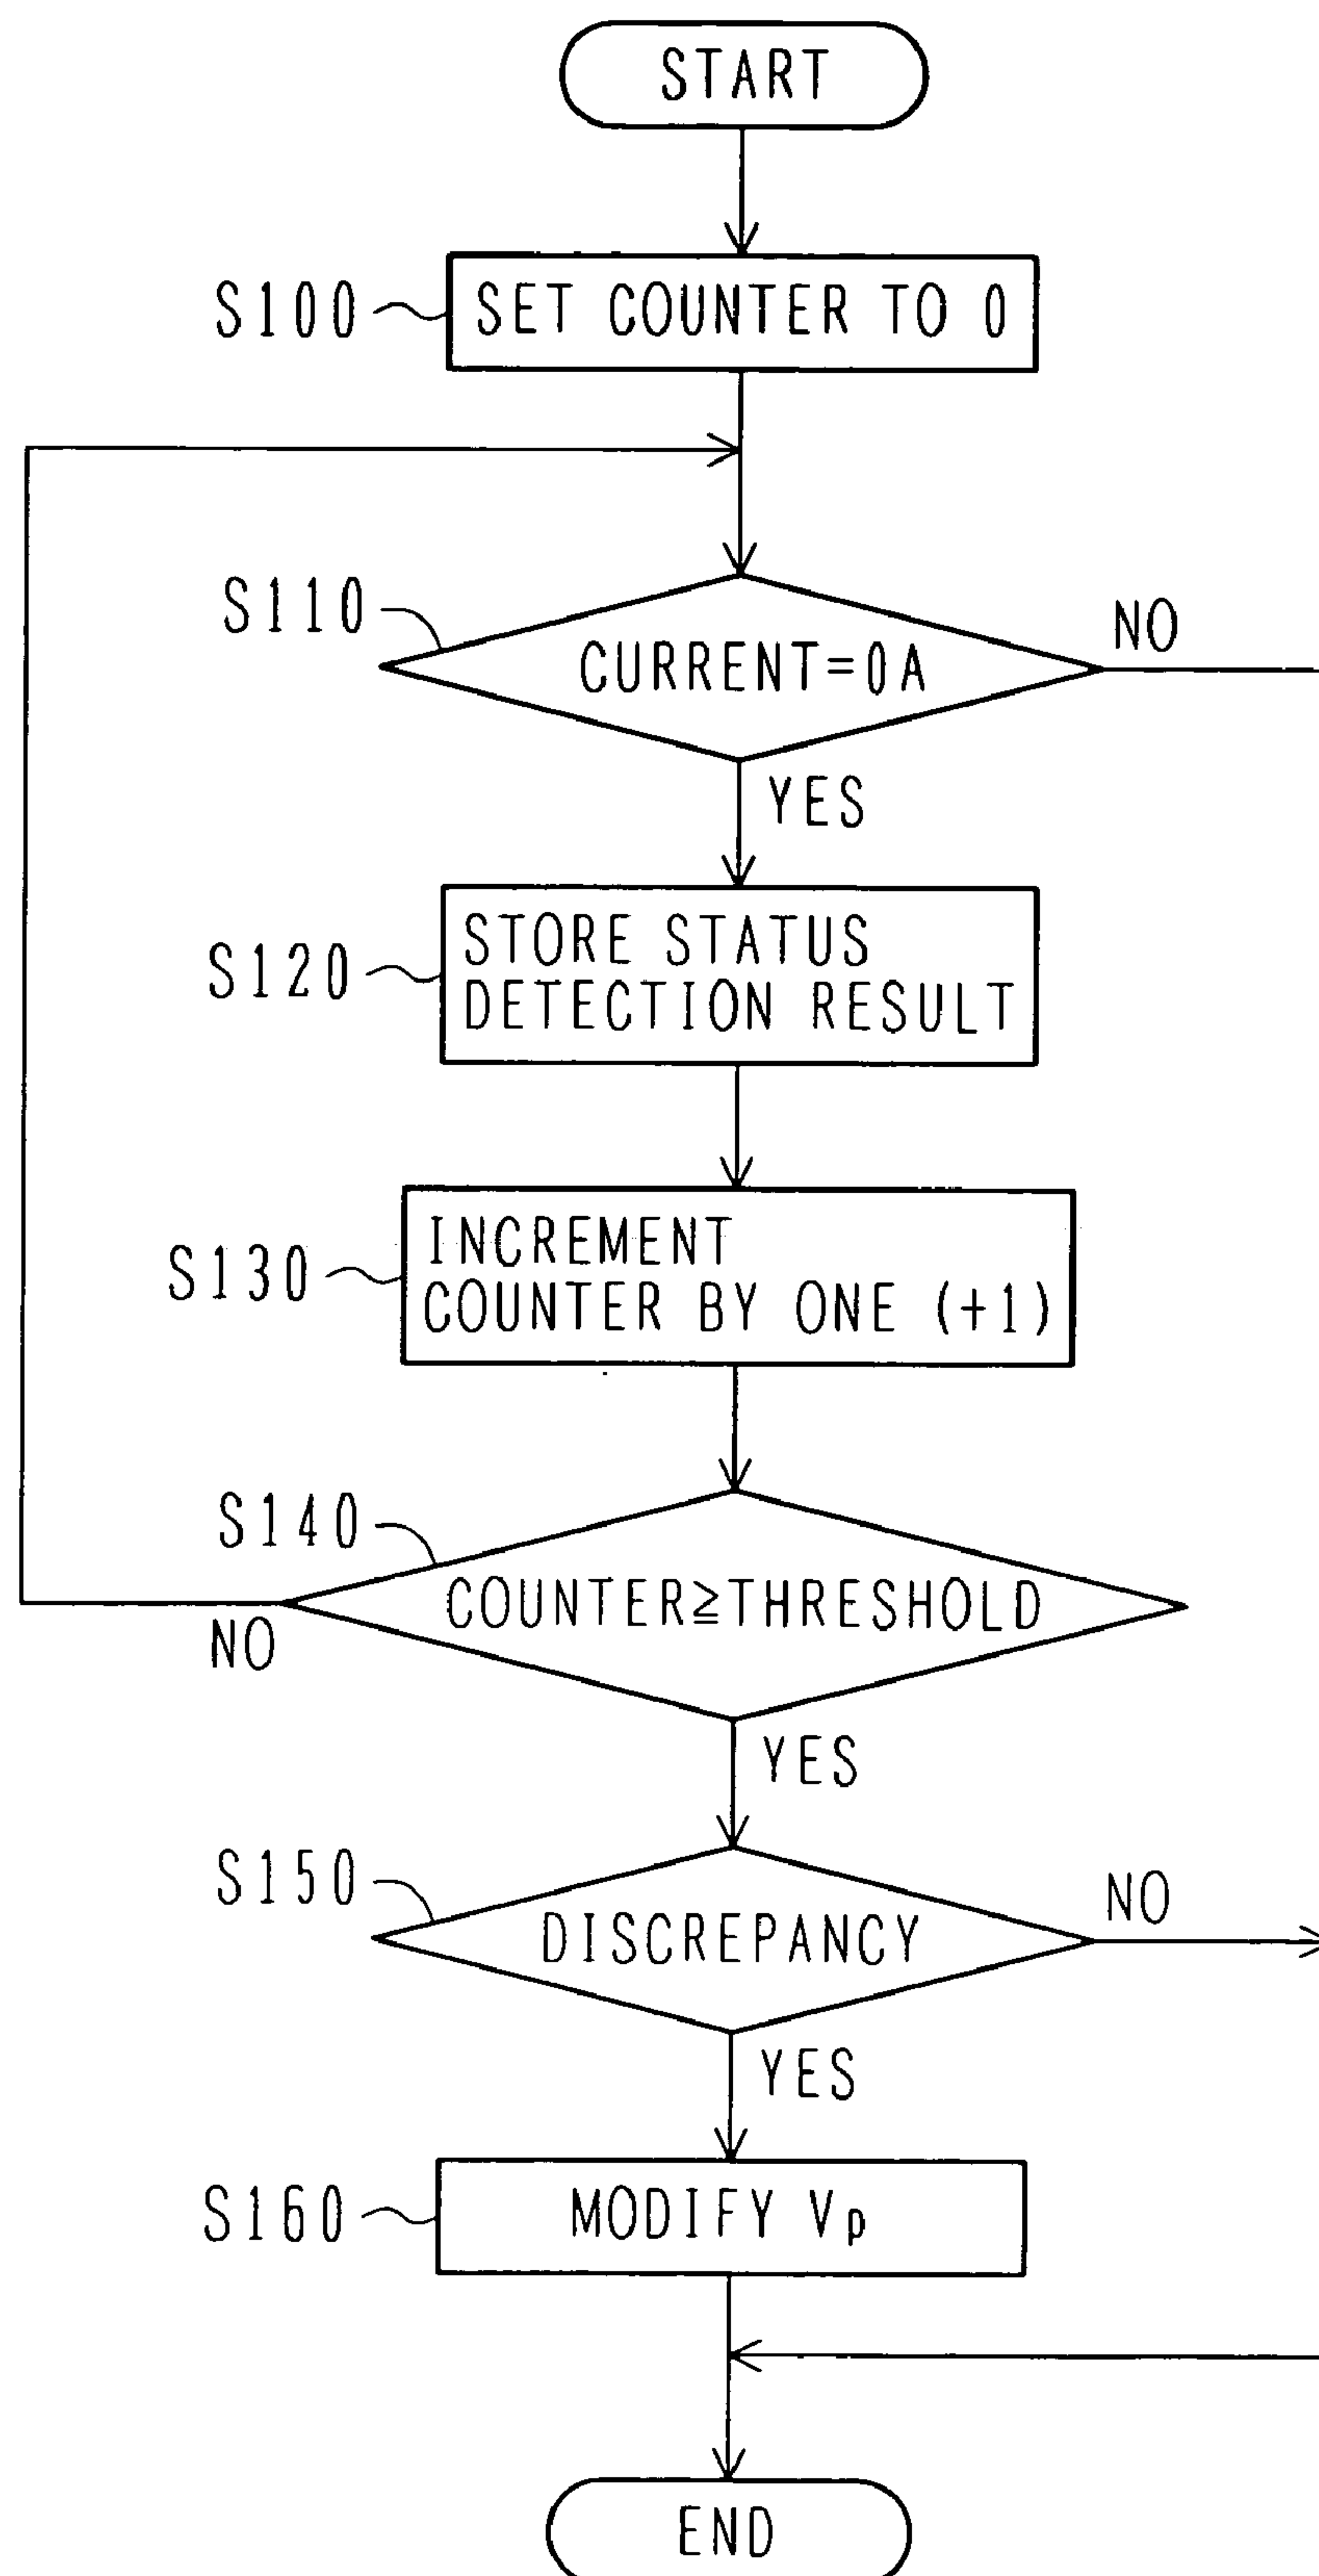 START
S100
SET COUNTER TO 0
S110
CURRENT=0A
NO
YES
S120
STORE STATUS
DETECTION RESULT
S130
INCREMENT
COUNTER BY ONE (+1)
S140
COUNTER≧THRESHOLD
NO
YES
S150
DISCREPANCY
NO
YES
S160
MODIFY Vp
END